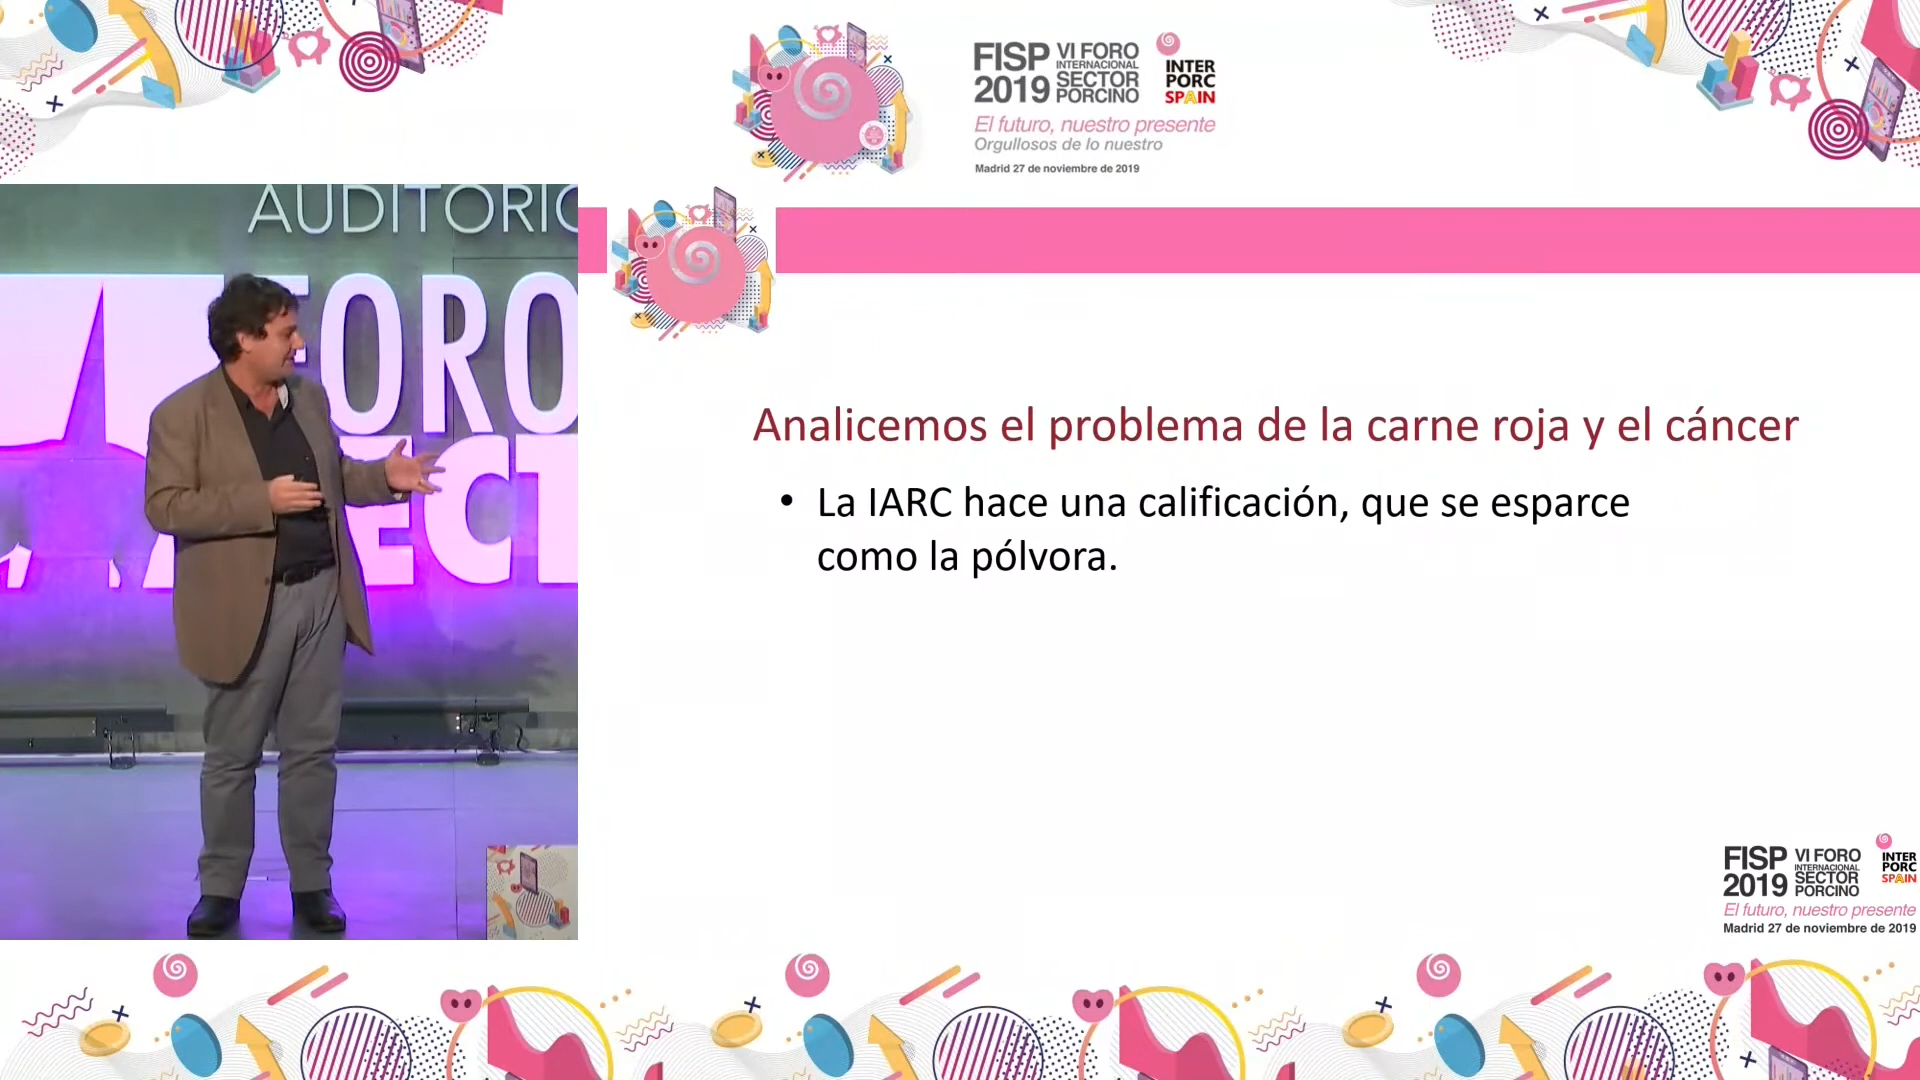 FISP VI FORO
INTERNACIONAL
2019 SECTOR
PORCINO
INTER
PORC
SPAIN
El futuro, nuestro presente
Orgullosos de lo nuestro
Madrid 27 de noviembre de 2019
AUDITORIO
FORO
SECT
Analicemos el problema de la carne roja y el cáncer
• La IARC hace una calificación, que se esparce
como la pólvora.
FISP VI FORO
INTERNACIONAL
2019 SECTOR
PORCINO
INTER
PORC
SPAIN
El futuro, nuestro presente
Madrid 27 de noviembre de 2019